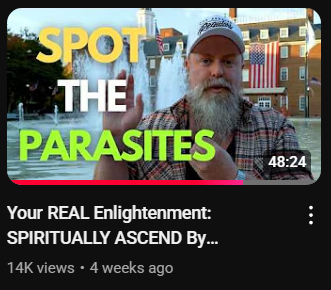 SPOT
THE
PARASITES
48:24
Your REAL Enlightenment:
SPIRITUALLY ASCEND By…
14K views • 4 weeks ago